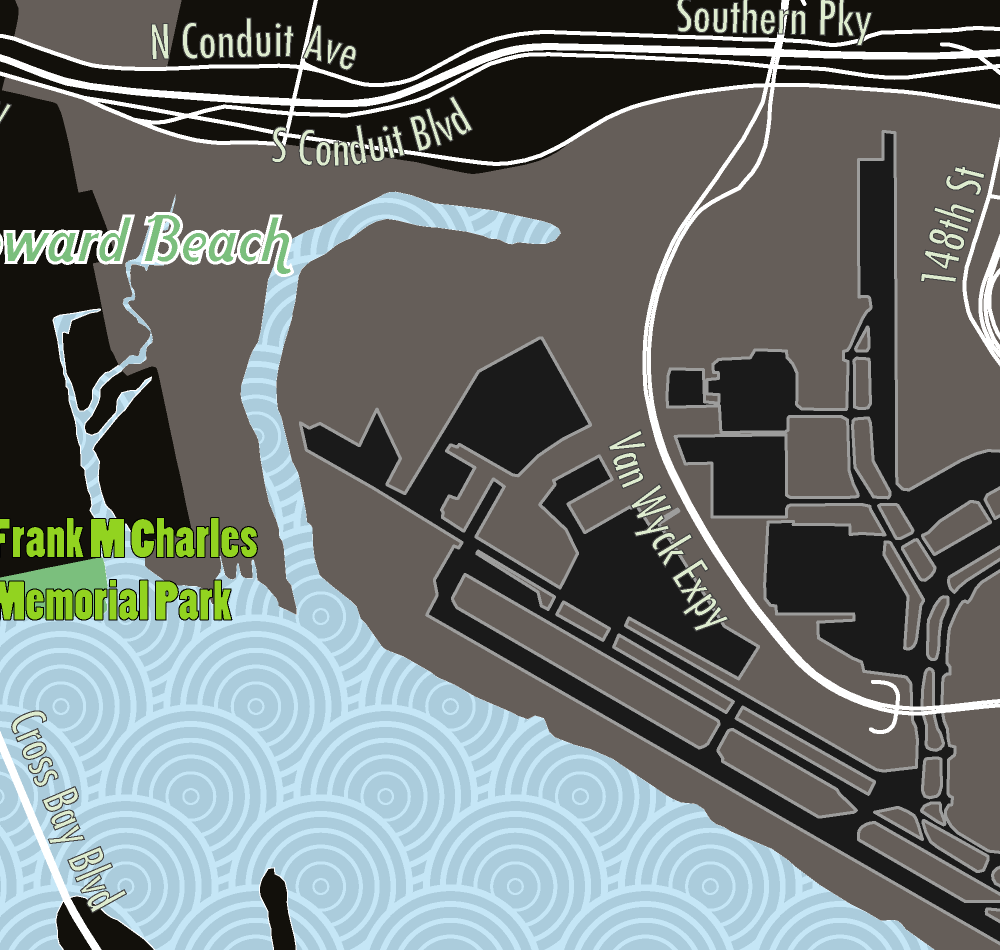 Southern Pky
N Conduit Ave
S Conduit Blvd
148th St
oward Beach
Van Wyck Expy
Frank M Charles
Memorial Park
Cross Bay Blvd